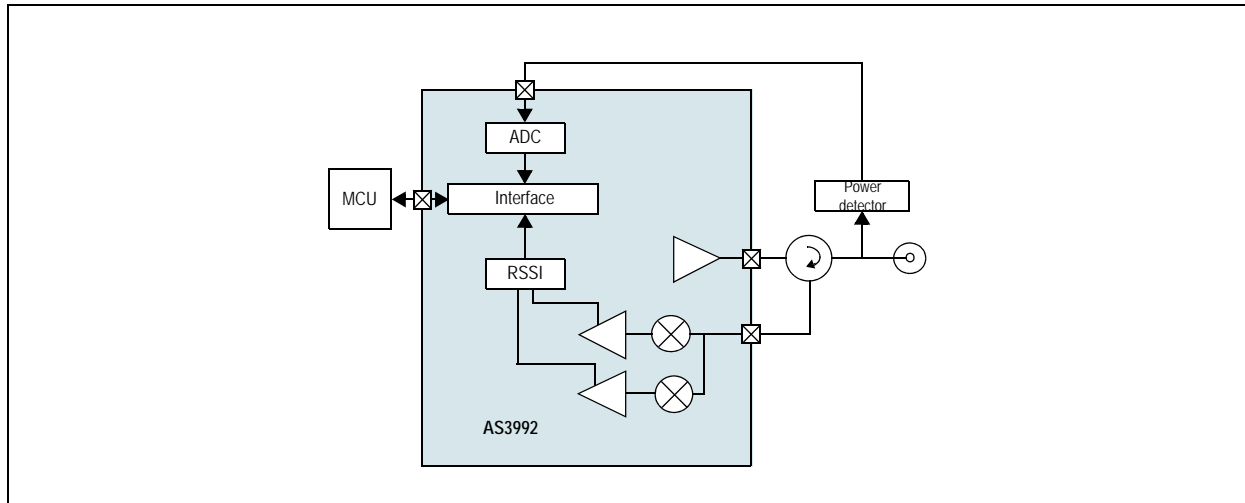 ADC
MCU
Interface
Power
detector
RSSI
AS3992